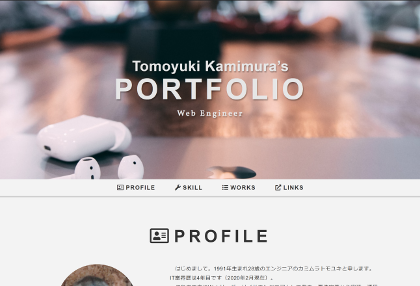 Tomoyuki Kamimura's
PORTFOLIO
Web Engineer
PROFILE
SKILL
WORKS
LINKS
PROFILE
はじめまして。1991年生まれ28歳のエンジニアのカミムラトモユキと申します。
IT業界歴は4年目です（2020年2月現在）。